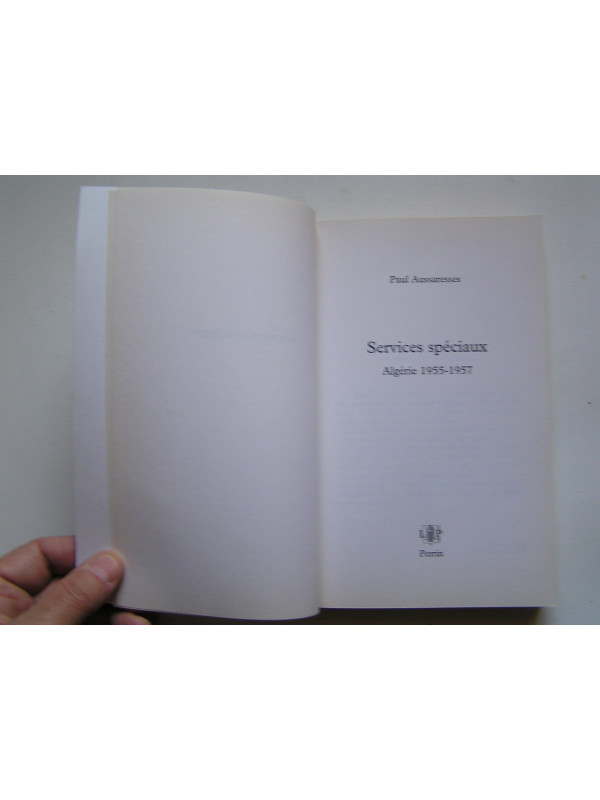 Paul Aussaresses
Services spéciaux
Algérie 1955-1957
Perrin